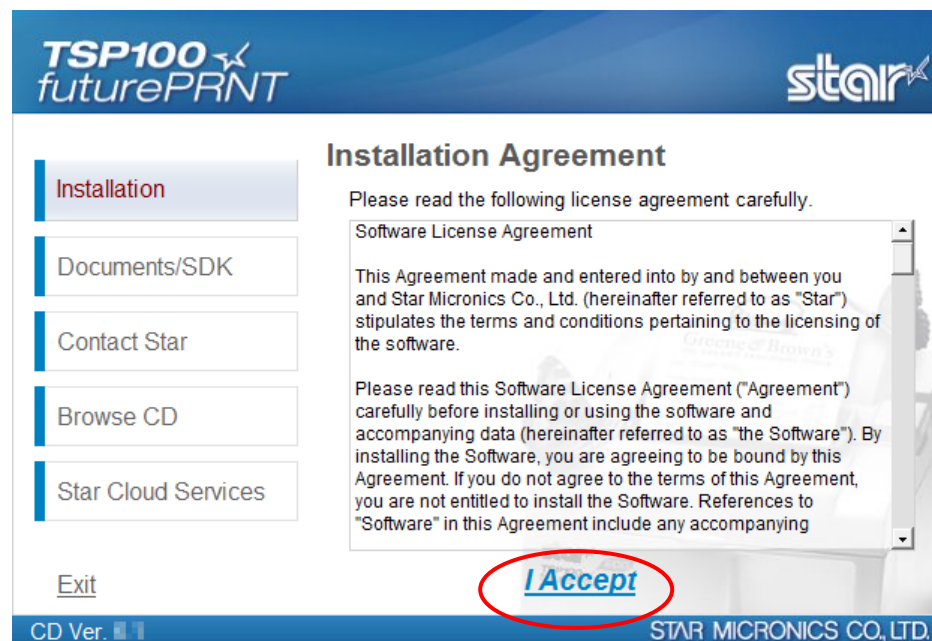 TSP100
futurePRNT
star
Installation
Documents/SDK
Contact Star
Browse CD
Star Cloud Services
Exit
Installation Agreement
Please read the following license agreement carefully.
Software License Agreement
This Agreement made and entered into by and between you
and Star Micronics Co., Ltd. (hereinafter referred to as "Star")
stipulates the terms and conditions pertaining to the licensing of
the software.
Please read this Software License Agreement ("Agreement")
carefully before installing or using the software and
accompanying data (hereinafter referred to as "the Software"). By
installing the Software, you are agreeing to be bound by this
Agreement. If you do not agree to the terms of this Agreement,
you are not entitled to install the Software. References to
"Software" in this Agreement include any accompanying
Greene & Brown's
I Accept
CD Ver.
STAR MICRONICS CO., LTD.